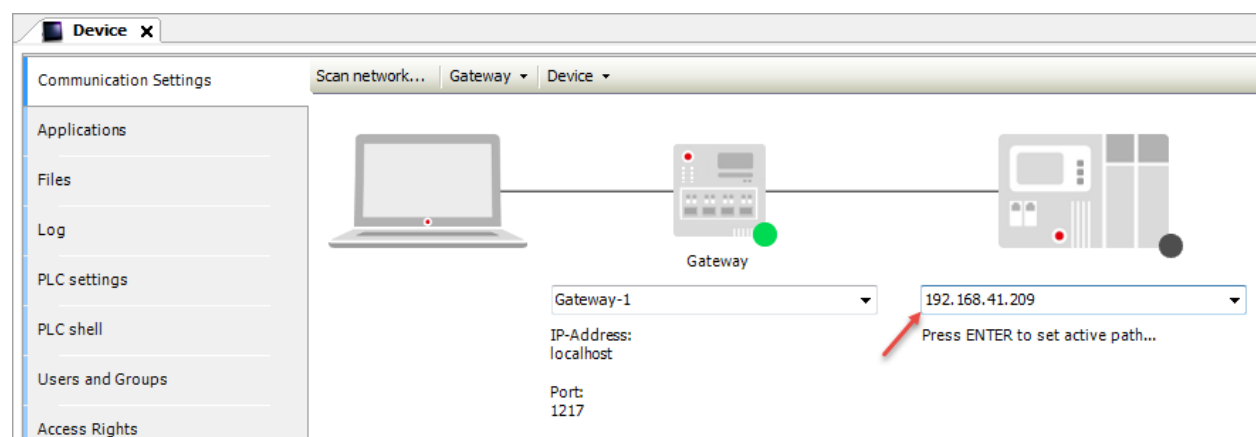 Device
Communication Settings
Scan network... Gateway Device
Applications
Files
Log
PLC settings
PLC shell
Users and Groups
Access Rights
Gateway
Gateway-1
IP-Address:
localhost
Port:
1217
192.168.41.209
Press ENTER to set active path...